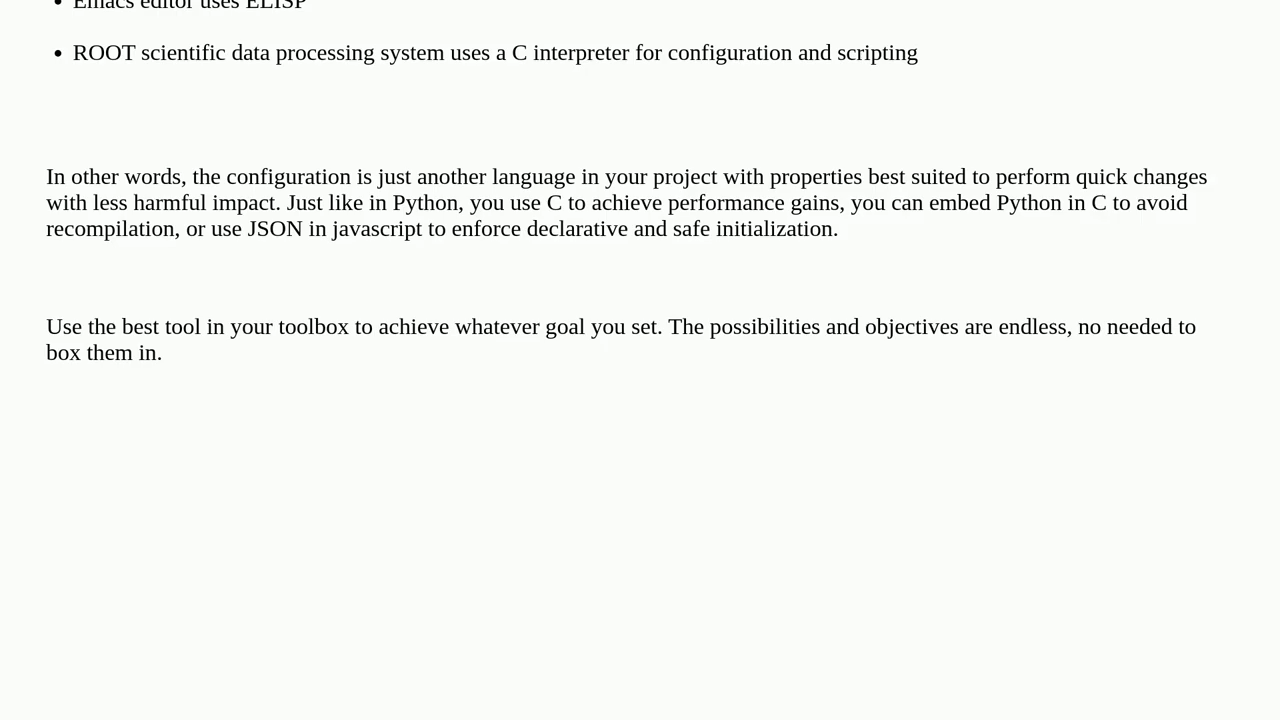 • Emacs editor uses ELISP
• ROOT scientific data processing system uses a C interpreter for configuration and scripting
In other words, the configuration is just another language in your project with properties best suited to perform quick changes
with less harmful impact. Just like in Python, you use C to achieve performance gains, you can embed Python in C to avoid
recompilation, or use JSON in javascript to enforce declarative and safe initialization.
Use the best tool in your toolbox to achieve whatever goal you set. The possibilities and objectives are endless, no needed to
box them in.